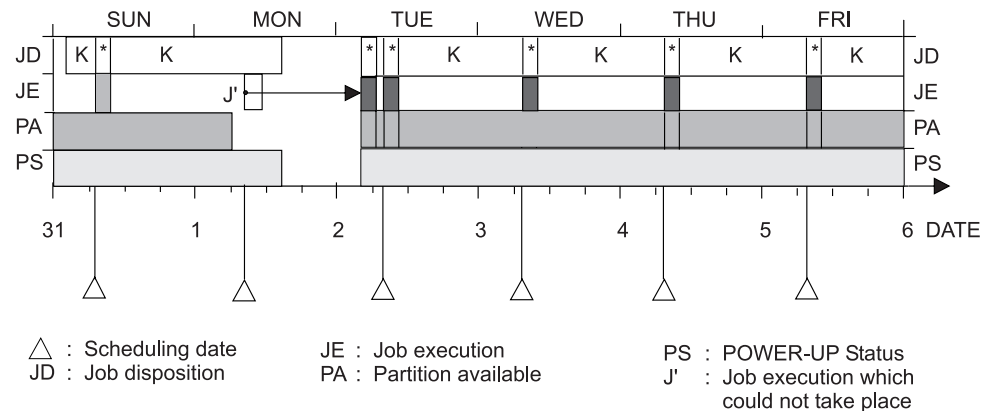 SUN MON TUE WED THU FRI
JD K * K * * K * K * K * K JD
JE J' JE
PA PA
PS PS
31 1 2 3 4 5 6 DATE
△ : Scheduling date
JD : Job disposition
JE : Job execution
PA : Partition available
PS : POWER-UP Status
J' : Job execution which
could not take place